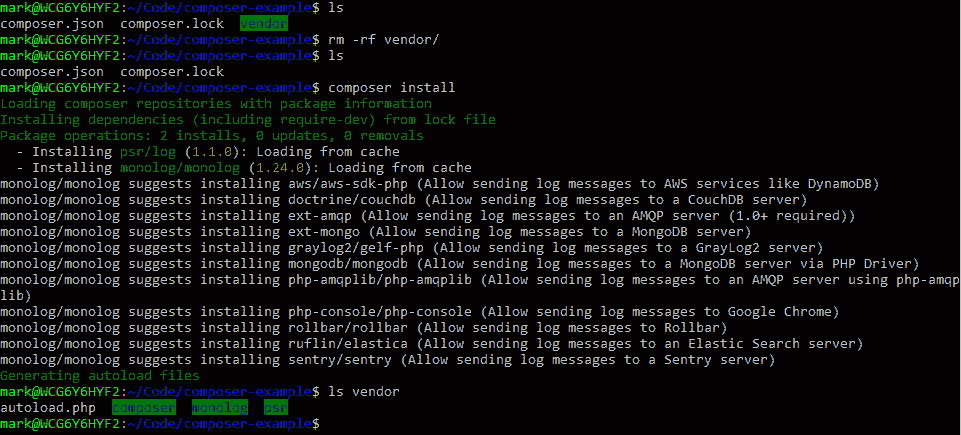 mark@WCG6Y6HYF2:~/Code/composer-example$ ls
composer.json  composer.lock  vendor
mark@WCG6Y6HYF2:~/Code/composer-example$ rm -rf vendor/
mark@WCG6Y6HYF2:~/Code/composer-example$ ls
composer.json  composer.lock
mark@WCG6Y6HYF2:~/Code/composer-example$ composer install
Loading composer repositories with package information
Installing dependencies (including require-dev) from lock file
Package operations: 2 installs, 0 updates, 0 removals
  - Installing psr/log (1.1.0): Loading from cache
  - Installing monolog/monolog (1.24.0): Loading from cache
monolog/monolog suggests installing aws/aws-sdk-php (Allow sending log messages to AWS services like DynamoDB)
monolog/monolog suggests installing doctrine/couchdb (Allow sending log messages to a CouchDB server)
monolog/monolog suggests installing ext-amqp (Allow sending log messages to an AMQP server (1.0+ required))
monolog/monolog suggests installing ext-mongo (Allow sending log messages to a MongoDB server)
monolog/monolog suggests installing graylog2/gelf-php (Allow sending log messages to a GrayLog2 server)
monolog/monolog suggests installing mongodb/mongodb (Allow sending log messages to a MongoDB server via PHP Driver)
monolog/monolog suggests installing php-amqplib/php-amqplib (Allow sending log messages to an AMQP server using php-amqp
lib)
monolog/monolog suggests installing php-console/php-console (Allow sending log messages to Google Chrome)
monolog/monolog suggests installing rollbar/rollbar (Allow sending log messages to Rollbar)
monolog/monolog suggests installing ruflin/elastica (Allow sending log messages to an Elastic Search server)
monolog/monolog suggests installing sentry/sentry (Allow sending log messages to a Sentry server)
Generating autoload files
mark@WCG6Y6HYF2:~/Code/composer-example$ ls vendor
autoload.php  composer  monolog  psr
mark@WCG6Y6HYF2:~/Code/composer-example$